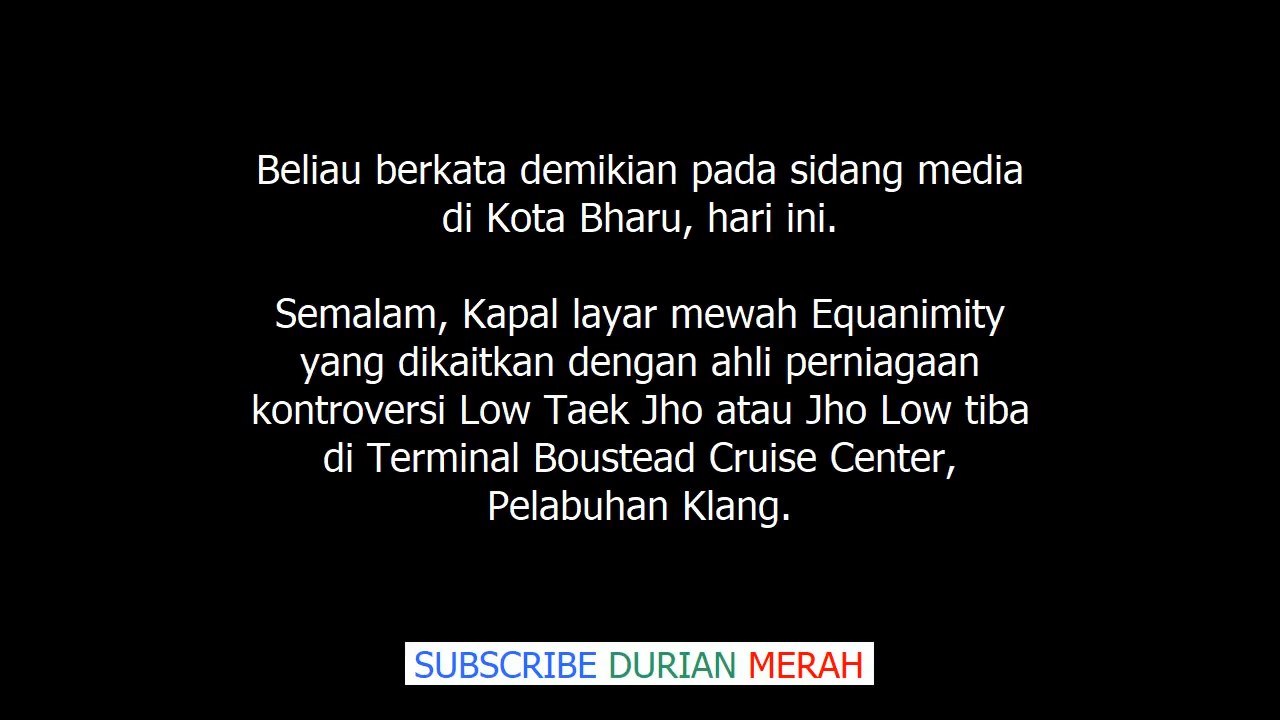 Beliau berkata demikian pada sidang media
di Kota Bharu, hari ini.
Semalam, Kapal layar mewah Equanimity
yang dikaitkan dengan ahli perniagaan
kontroversi Low Taek Jho atau Jho Low tiba
di Terminal Boustead Cruise Center,
Pelabuhan Klang.
SUBSCRIBE DURIAN MERAH